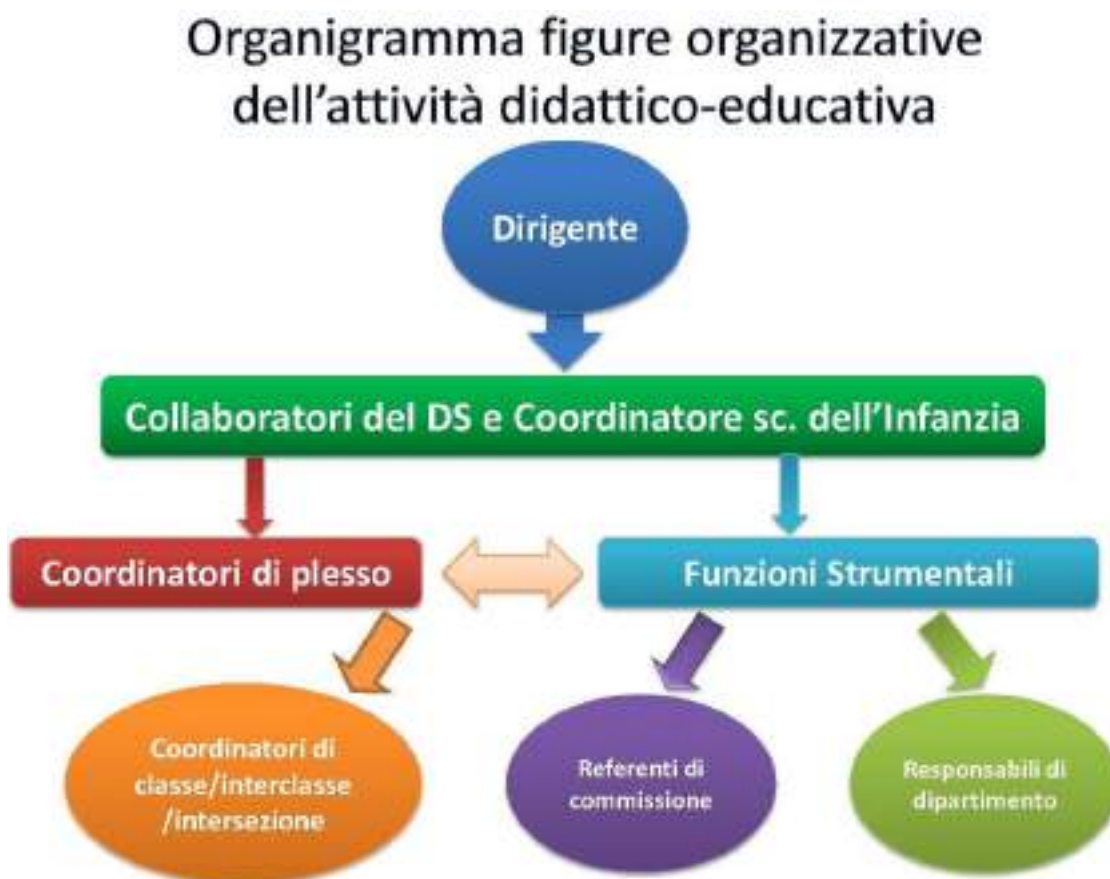 Organigramma figure organizzative
dell'attività didattico-educativa
Dirigente
Collaboratori del DS e Coordinatore sc. dell'Infanzia
Coordinatori di plesso
Funzioni Strumentali
Coordinatori di
classe/interclasse
/intersezione
Referenti di
commissione
Responsabili di
dipartimento